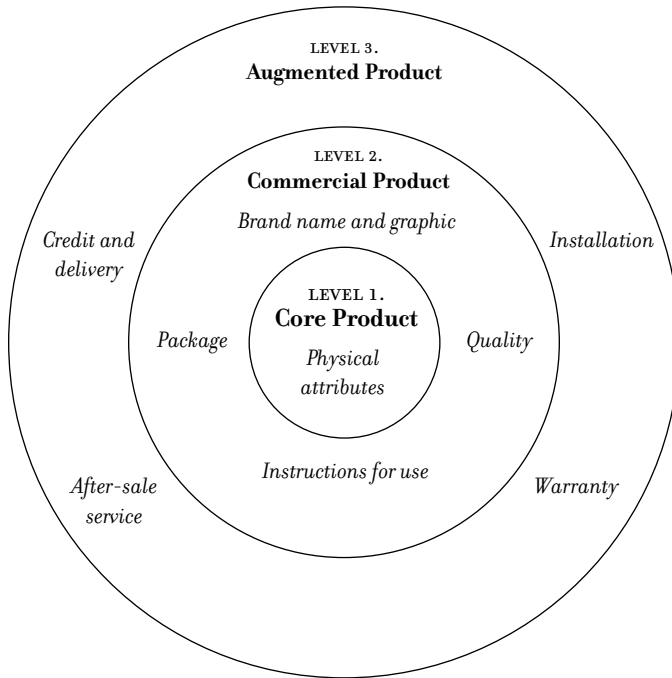 LEVEL 3.
Augmented Product
LEVEL 2.
Commercial Product
Brand name and graphic
Credit and
delivery
Installation
LEVEL 1.
Core Product
Package
Quality
Physical
attributes
Instructions for use
After-sale
service
Warranty